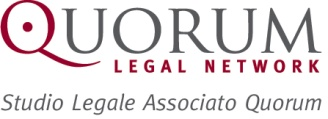 QUORUM
LEGAL NETWORK
Studio Legale Associato Quorum